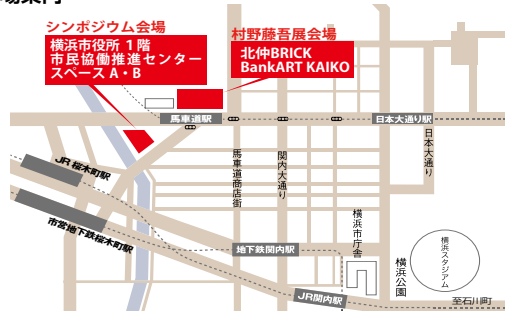 場案内
シンポジウム会場
横浜市役所 1 階
市民協働推進センター
スペース A・B
村野藤吾展会場
北仲BRICK
BankART KAIKO
馬車道駅
日本大通り駅
日本大通り
JR 桜木町駅
馬車道商店街
関内大通り
市営地下鉄桜木町駅
横浜市庁舎
地下鉄関内駅
横浜公園
横浜スタジアム
JR関内駅
至石川町